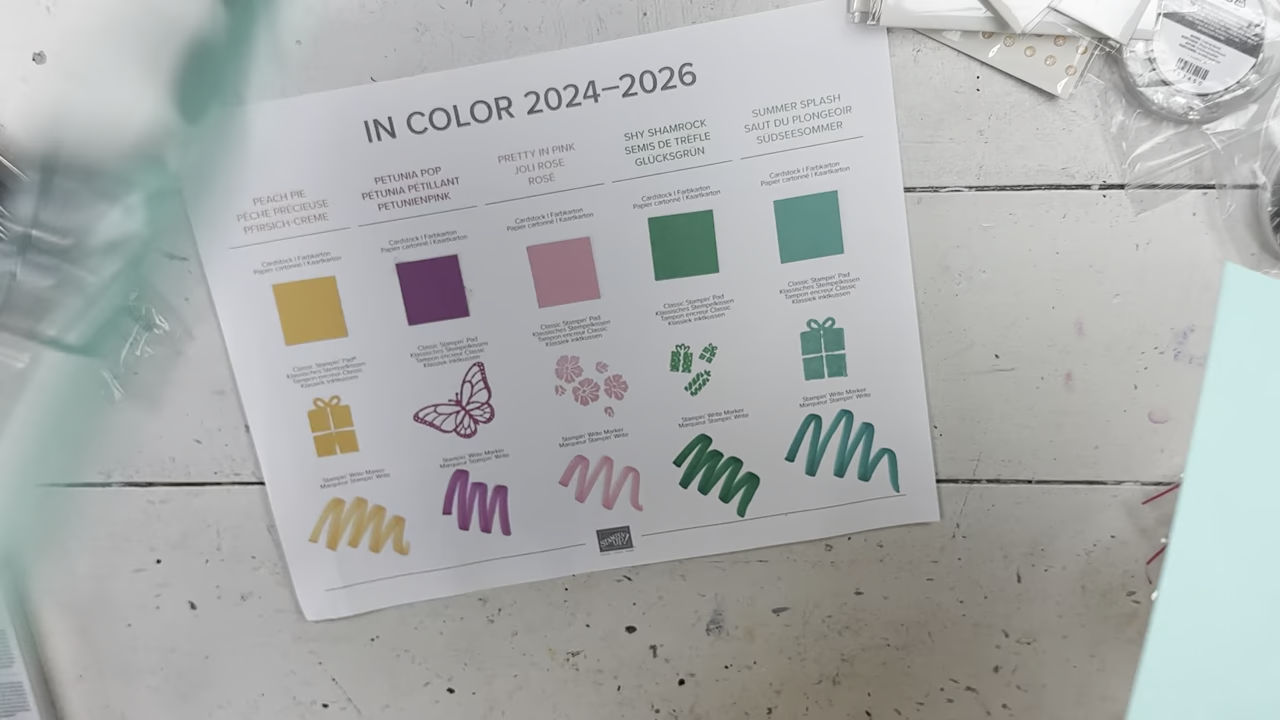 IN COLOR 2024–2026
PEACH PIE
PÊCHE PRÉCIEUSE
PFIRSICH-CREME
Cardstock | Farbkarton
Papier cartonné | Kaartkarton
Classic Stampin' Pad®
Klassisches Stempelkissen
Tampon encreur Classic
Klassiek inktkussen
Stampin' Write Marker
Marqueur Stampin' Write
PETUNIA POP
PÉTUNIA PÉTILLANT
PETUNIENPINK
Cardstock | Farbkarton
Papier cartonné | Kaartkarton
Classic Stampin' Pad
Klassisches Stempelkissen
Tampon encreur Classic
Klassiek inktkussen
Stampin' Write Marker
Marqueur Stampin' Write
PRETTY IN PINK
JOLI ROSE
ROSÉ
Cardstock | Farbkarton
Papier cartonné | Kaartkarton
Classic Stampin' Pad
Klassisches Stempelkissen
Tampon encreur Classic
Klassiek inktkussen
Stampin' Write Marker
Marqueur Stampin' Write
SHY SHAMROCK
SEMIS DE TRÈFLE
GLÜCKSGRÜN
Cardstock | Farbkarton
Papier cartonné | Kaartkarton
Classic Stampin' Pad
Klassisches Stempelkissen
Tampon encreur Classic
Klassiek inktkussen
Stampin' Write Marker
Marqueur Stampin' Write
SUMMER SPLASH
SAUT DU PLONGEOIR
SÜDSEESOMMER
Cardstock | Farbkarton
Papier cartonné | Kaartkarton
Classic Stampin' Pad
Klassisches Stempelkissen
Tampon encreur Classic
Klassiek inktkussen
Stampin' Write Marker
Marqueur Stampin' Write
STAMPIN' UP!